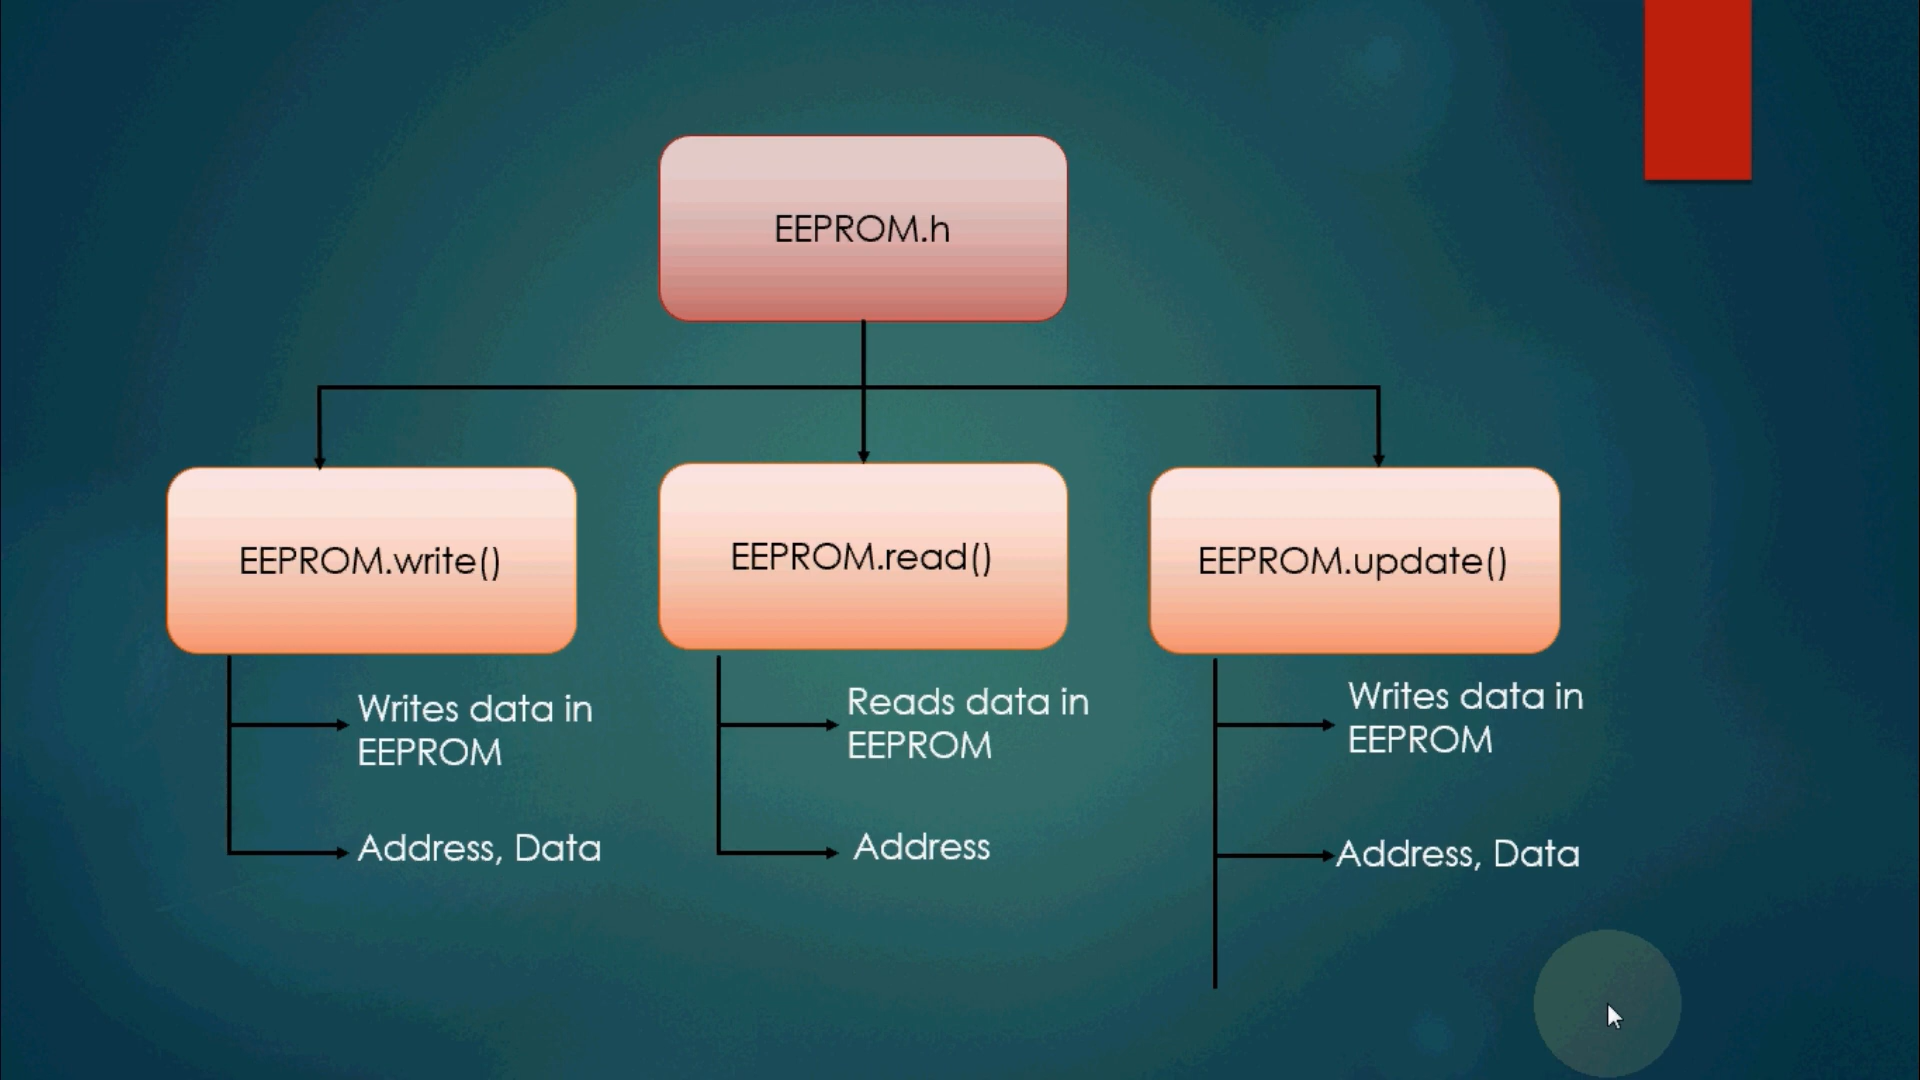 EEPROM.h
EEPROM.write()
EEPROM.read()
EEPROM.update()
Writes data in
EEPROM
Address, Data
Reads data in
EEPROM
Address
Writes data in
EEPROM
Address, Data